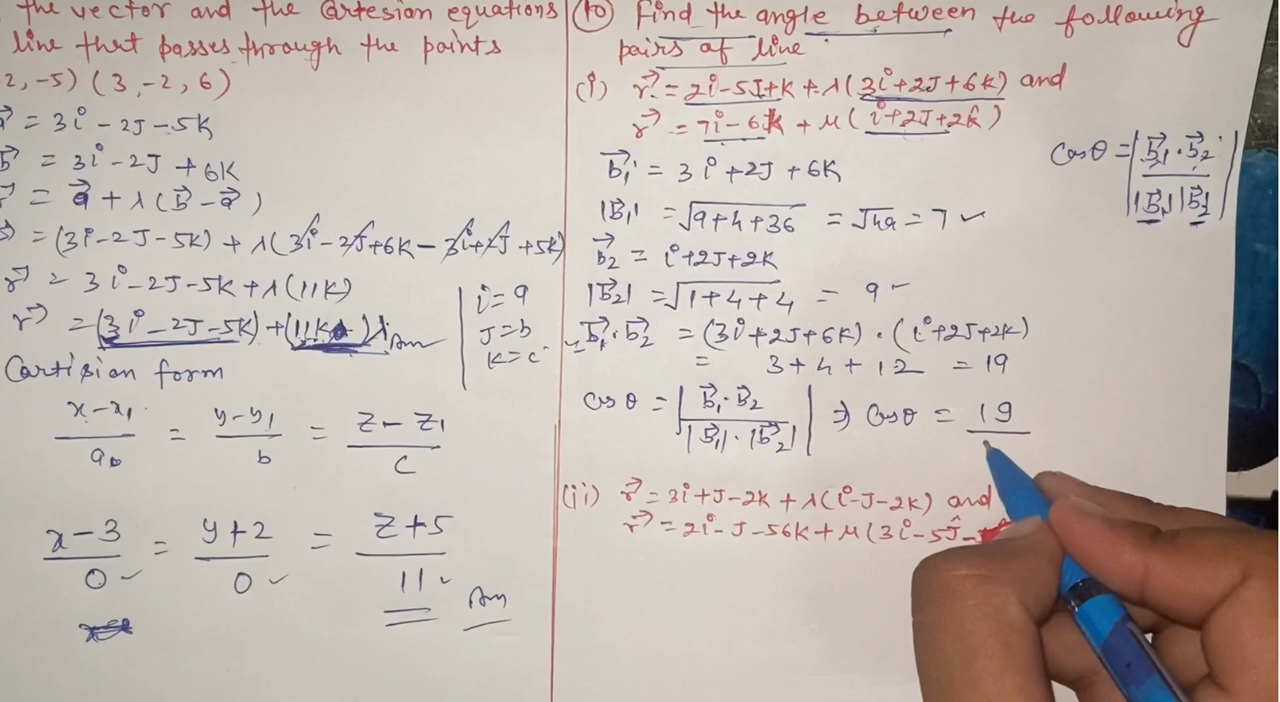 the vector and the Cartesian equations
line that passes through the points
2, -5) (3, -2, 6)
= 3i - 2J - 5K
= 3i - 2J + 6K
= a + λ(B - a)
= (3i - 2J - 5K) + λ(3i - 2J + 6K - 3i + 2J + 5K)
r = 3i - 2J - 5K + λ(11K)
r = (3i - 2J - 5K) + (11K)λ Ans
i = a
J = b
K = c
Cartision form
x - x₁ / a = y - y₁ / b = z - z₁ / c
x - 3 / 0 = y + 2 / 0 = z + 5 / 11 Ans
(10) Find the angle between the following
pairs of line
(i) r = 2i - 5J + K + λ(3i + 2J + 6K) and
r = 7i - 6K + μ(i + 2J + 2k̂)
b₁ = 3i + 2J + 6K
|B₁| = √9+4+36 = √49 = 7 ✓
b₂ = i + 2J + 2K
|B₂| = √1+4+4 = 9
B₁·b₂ = (3i + 2J + 6K) · (i + 2J + 2K)
= 3 + 4 + 12 = 19
cos θ = |B₁·B₂ / |B₁|·|B₂|| ⇒ Cos θ = 19
Cos θ = |B₁·B₂ / |B₁||B₂||
(ii) r = 3i + J - 2K + λ(i - J - 2K) and
r = 2i - J - 56K + μ(3i - 5Ĵ -